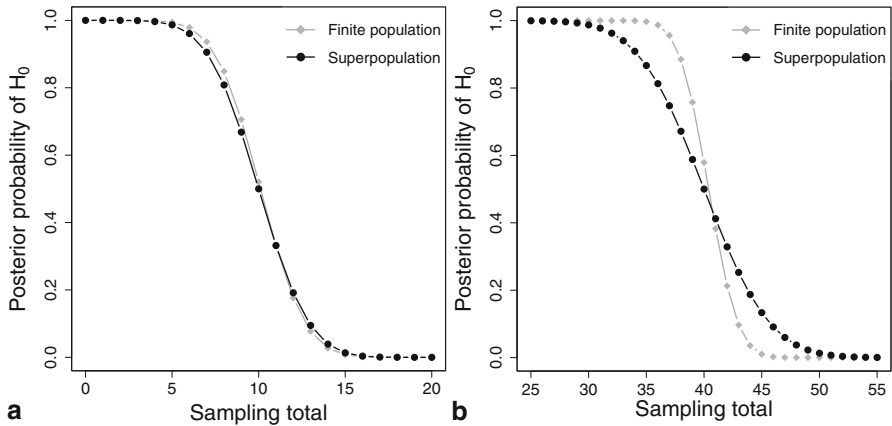 Posterior probability of H0
1.0
0.8
0.6
0.4
0.2
0.0
Finite population
Superpopulation
0 5 10 15 20
Sampling total
a
Posterior probability of H0
1.0
0.8
0.6
0.4
0.2
0.0
Finite population
Superpopulation
25 30 35 40 45 50 55
Sampling total
b